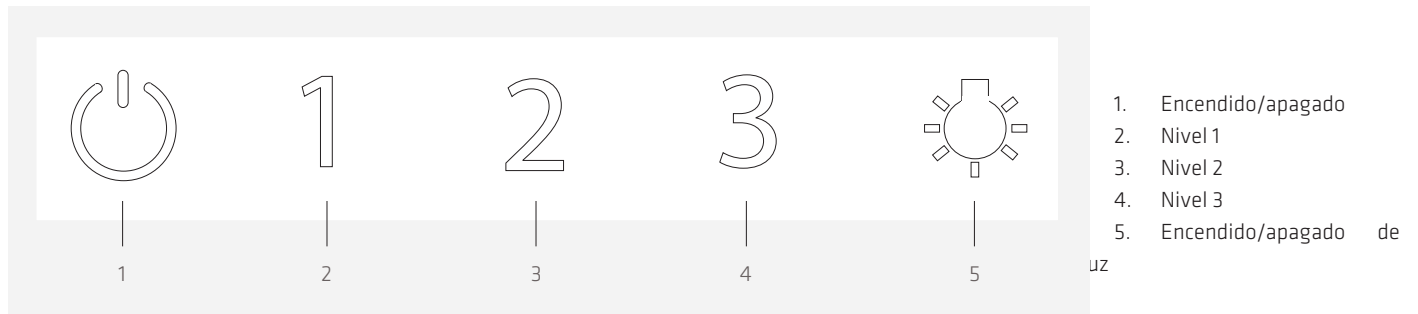 1 2 3
1 2 3 4 5
1. Encendido/apagado
2. Nivel 1
3. Nivel 2
4. Nivel 3
5. Encendido/apagado de
uz